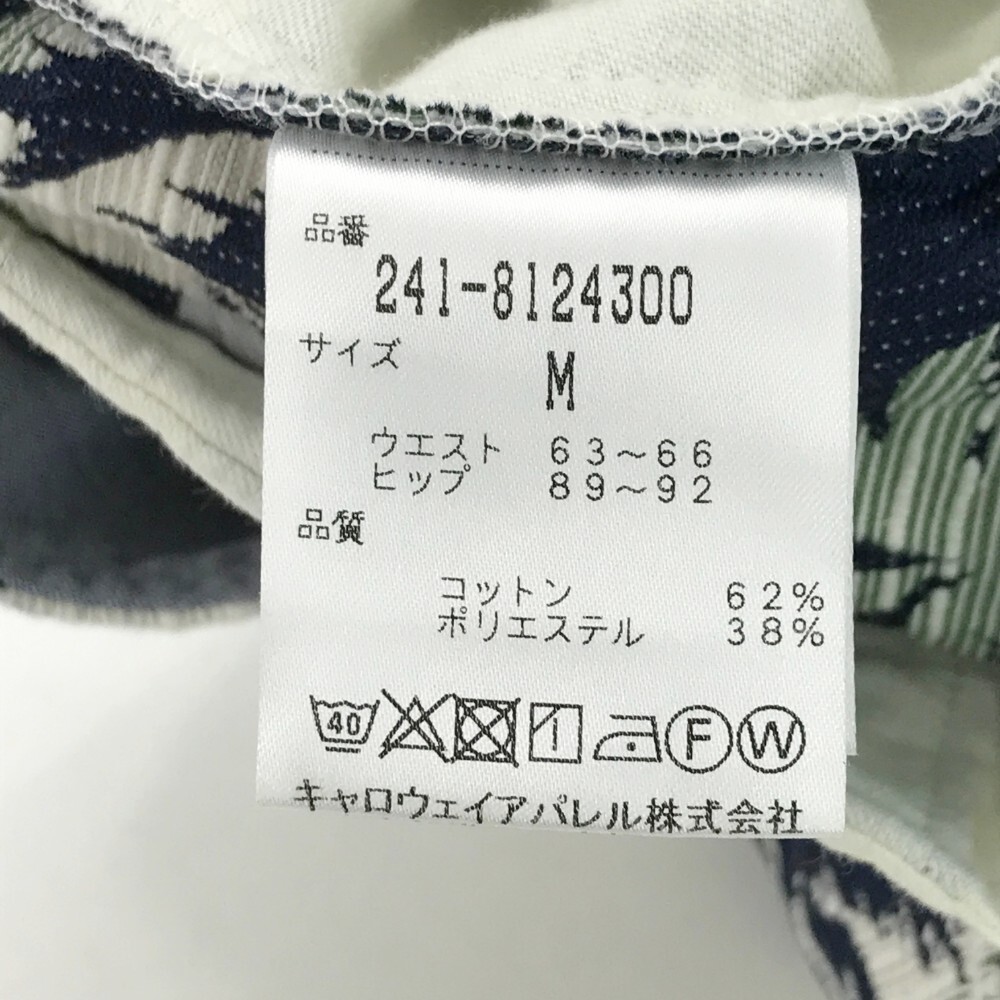 品番
241-8124300
サイズ
M
ウエスト 63～66
ヒップ 89～92
品質
コットン 62%
ポリエステル 38%
40 F W
キャロウェイアパレル株式会社